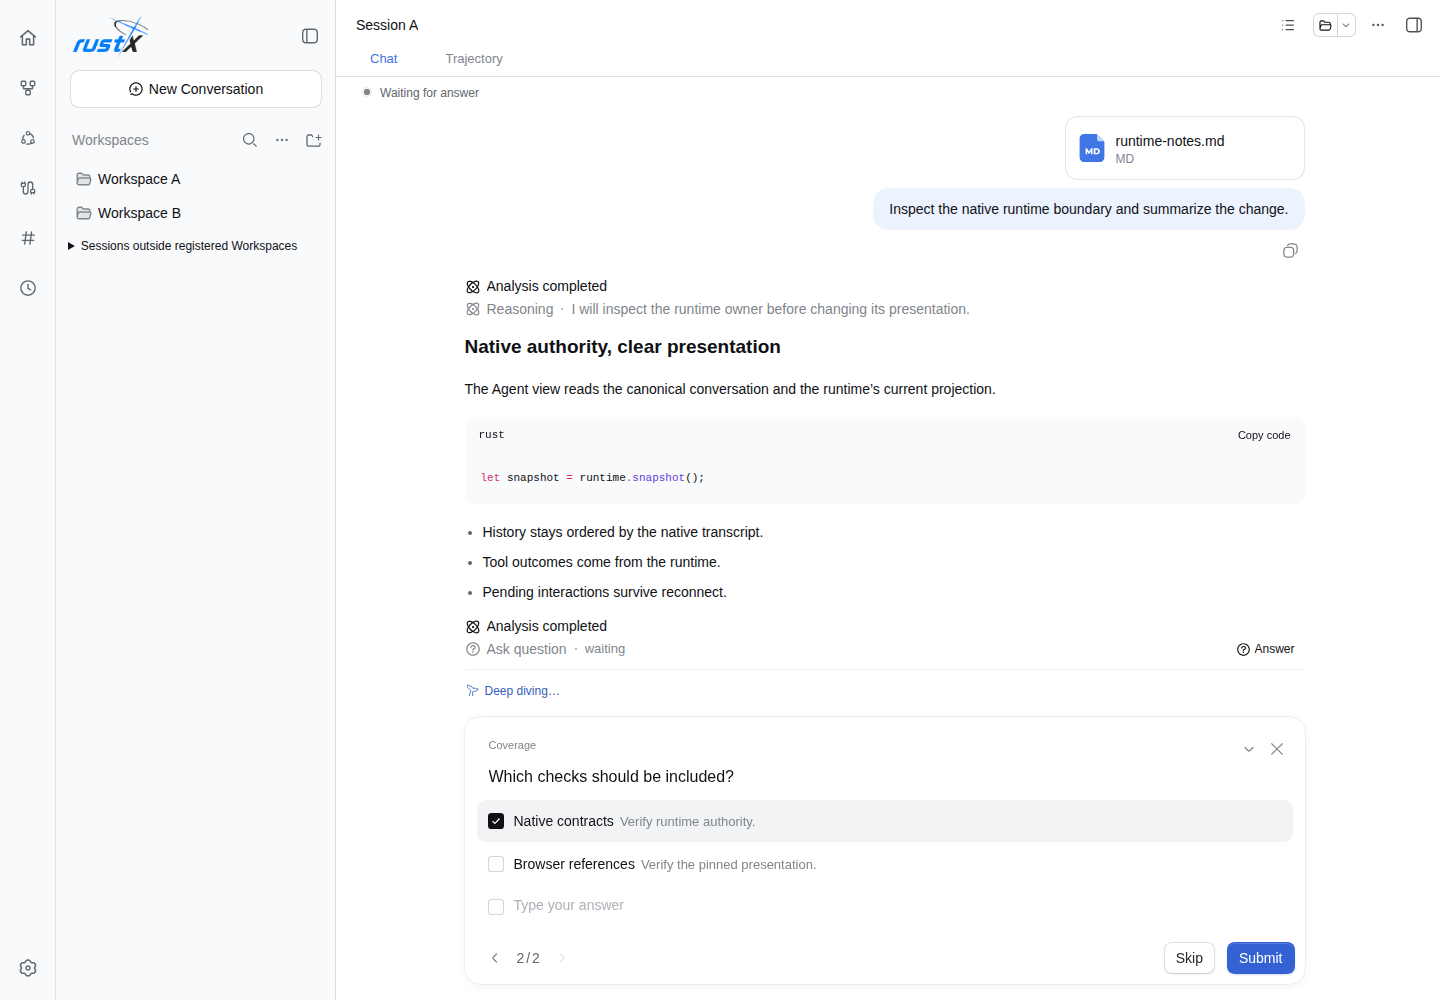 rustX
New Conversation
Workspaces
Workspace A
Workspace B
Sessions outside registered Workspaces
Session A
Chat
Trajectory
Waiting for answer
runtime-notes.md
MD
MD
Inspect the native runtime boundary and summarize the change.
Analysis completed
Reasoning · I will inspect the runtime owner before changing its presentation.
Native authority, clear presentation
The Agent view reads the canonical conversation and the runtime’s current projection.
rust
Copy code
let snapshot = runtime.snapshot();
• History stays ordered by the native transcript.
• Tool outcomes come from the runtime.
• Pending interactions survive reconnect.
Analysis completed
Ask question · waiting
Answer
Deep diving…
Coverage
Which checks should be included?
Native contracts Verify runtime authority.
Browser references Verify the pinned presentation.
Type your answer
2/2
Skip
Submit